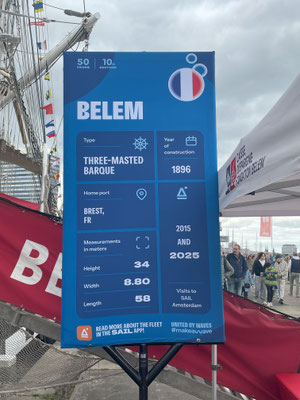 50
10
BELEM
Type
THREE-MASTED
BARQUE
Year
of
construction
1896
Home port
BREST,
FR
2015
AND
2025
Visits to
SAIL
Amsterdam
Measurements
in meters
Height 34
Width 8.80
Length 58
READ MORE ABOUT THE FLEET
IN THE SAIL APP!
UNITED BY WAVES
BE